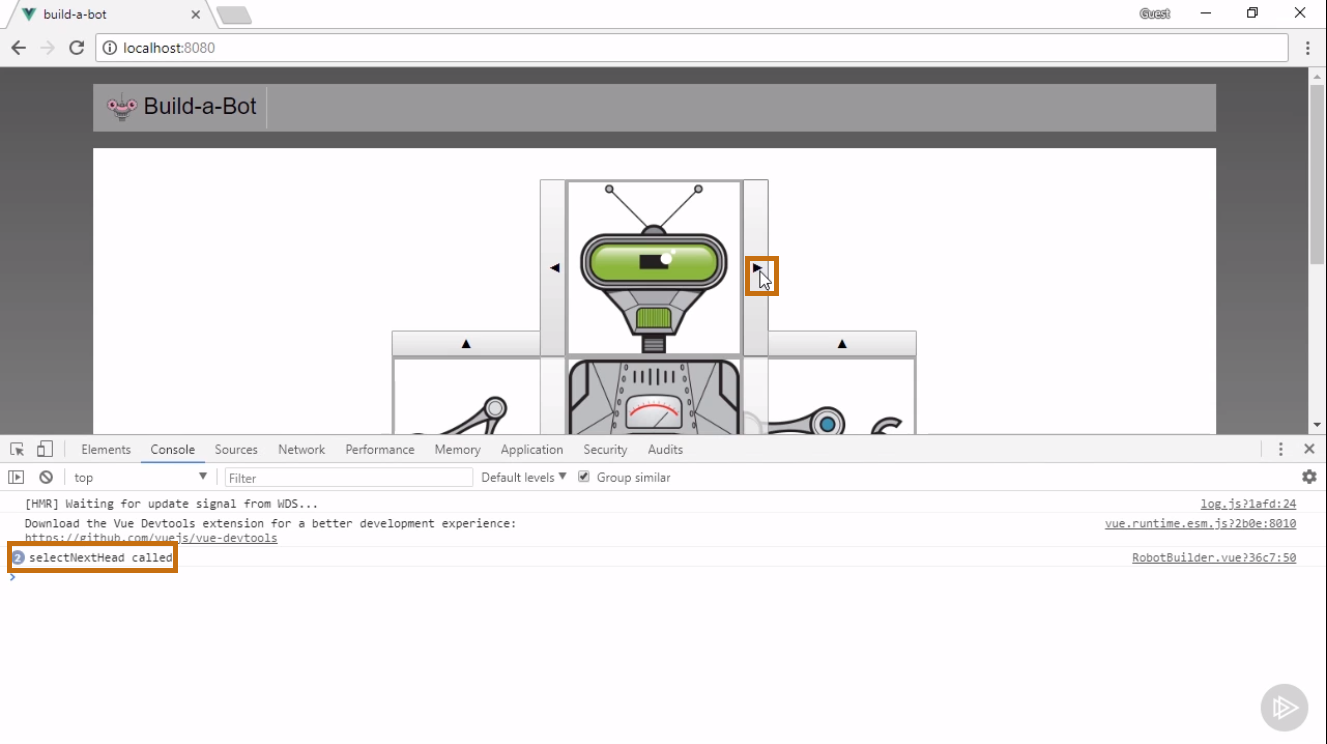 build-a-bot
Guest
localhost:8080
Build-a-Bot
Elements Console Sources Network Performance Memory Application Security Audits
top Filter Default levels Group similar
[HMR] Waiting for update signal from WDS... log.js?1afd:24
Download the Vue Devtools extension for a better development experience: vue.runtime.esm.js?2b0e:8010
https://github.com/vuejs/vue-devtools
2 selectNextHead called RobotBuilder.vue?36c7:50